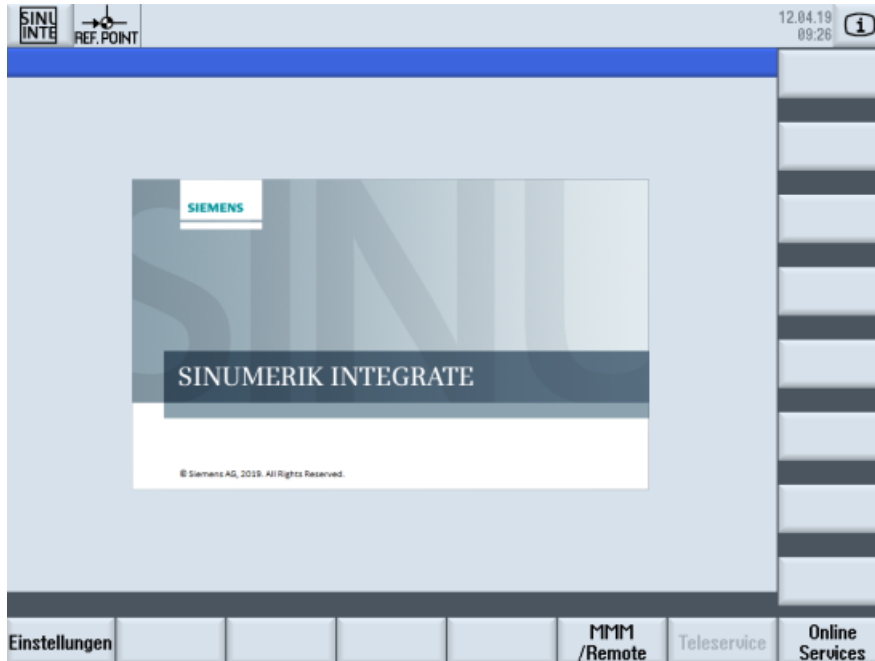 SINU
INTE
REF. POINT
12.04.19
09:26
SIEMENS
SINUMERIK INTEGRATE
© Siemens AG, 2019. All Rights Reserved.
Einstellungen
MMM
/Remote
Teleservice
Online
Services